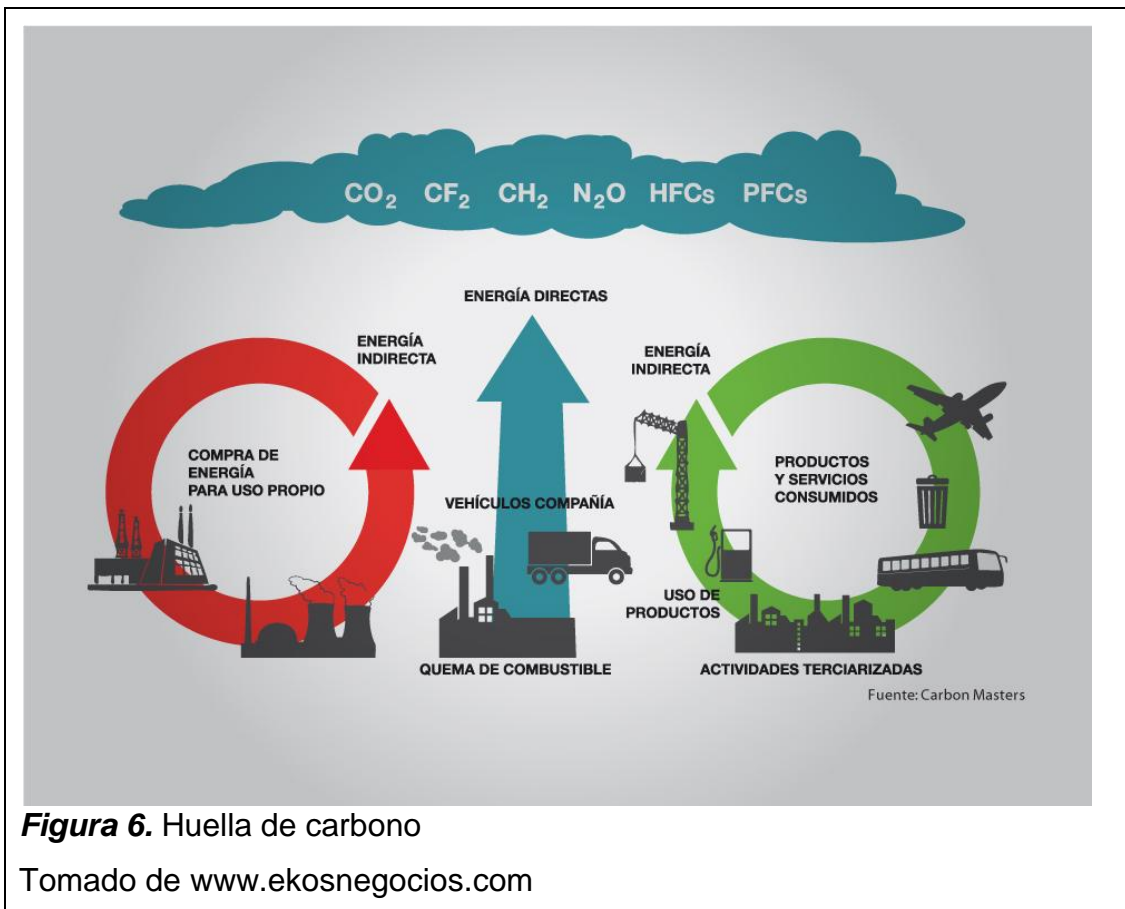 CO₂ CF₂ CH₂ N₂O HFCs PFCs
ENERGÍA DIRECTAS
ENERGÍA
INDIRECTA
COMPRA DE
ENERGÍA
PARA USO PROPIO
VEHÍCULOS COMPAÑÍA
QUEMA DE COMBUSTIBLE
ENERGÍA
INDIRECTA
PRODUCTOS
Y SERVICIOS
CONSUMIDOS
USO DE
PRODUCTOS
ACTIVIDADES TERCIARIZADAS
Fuente: Carbon Masters
Figura 6. Huella de carbono
Tomado de www.ekosnegocios.com